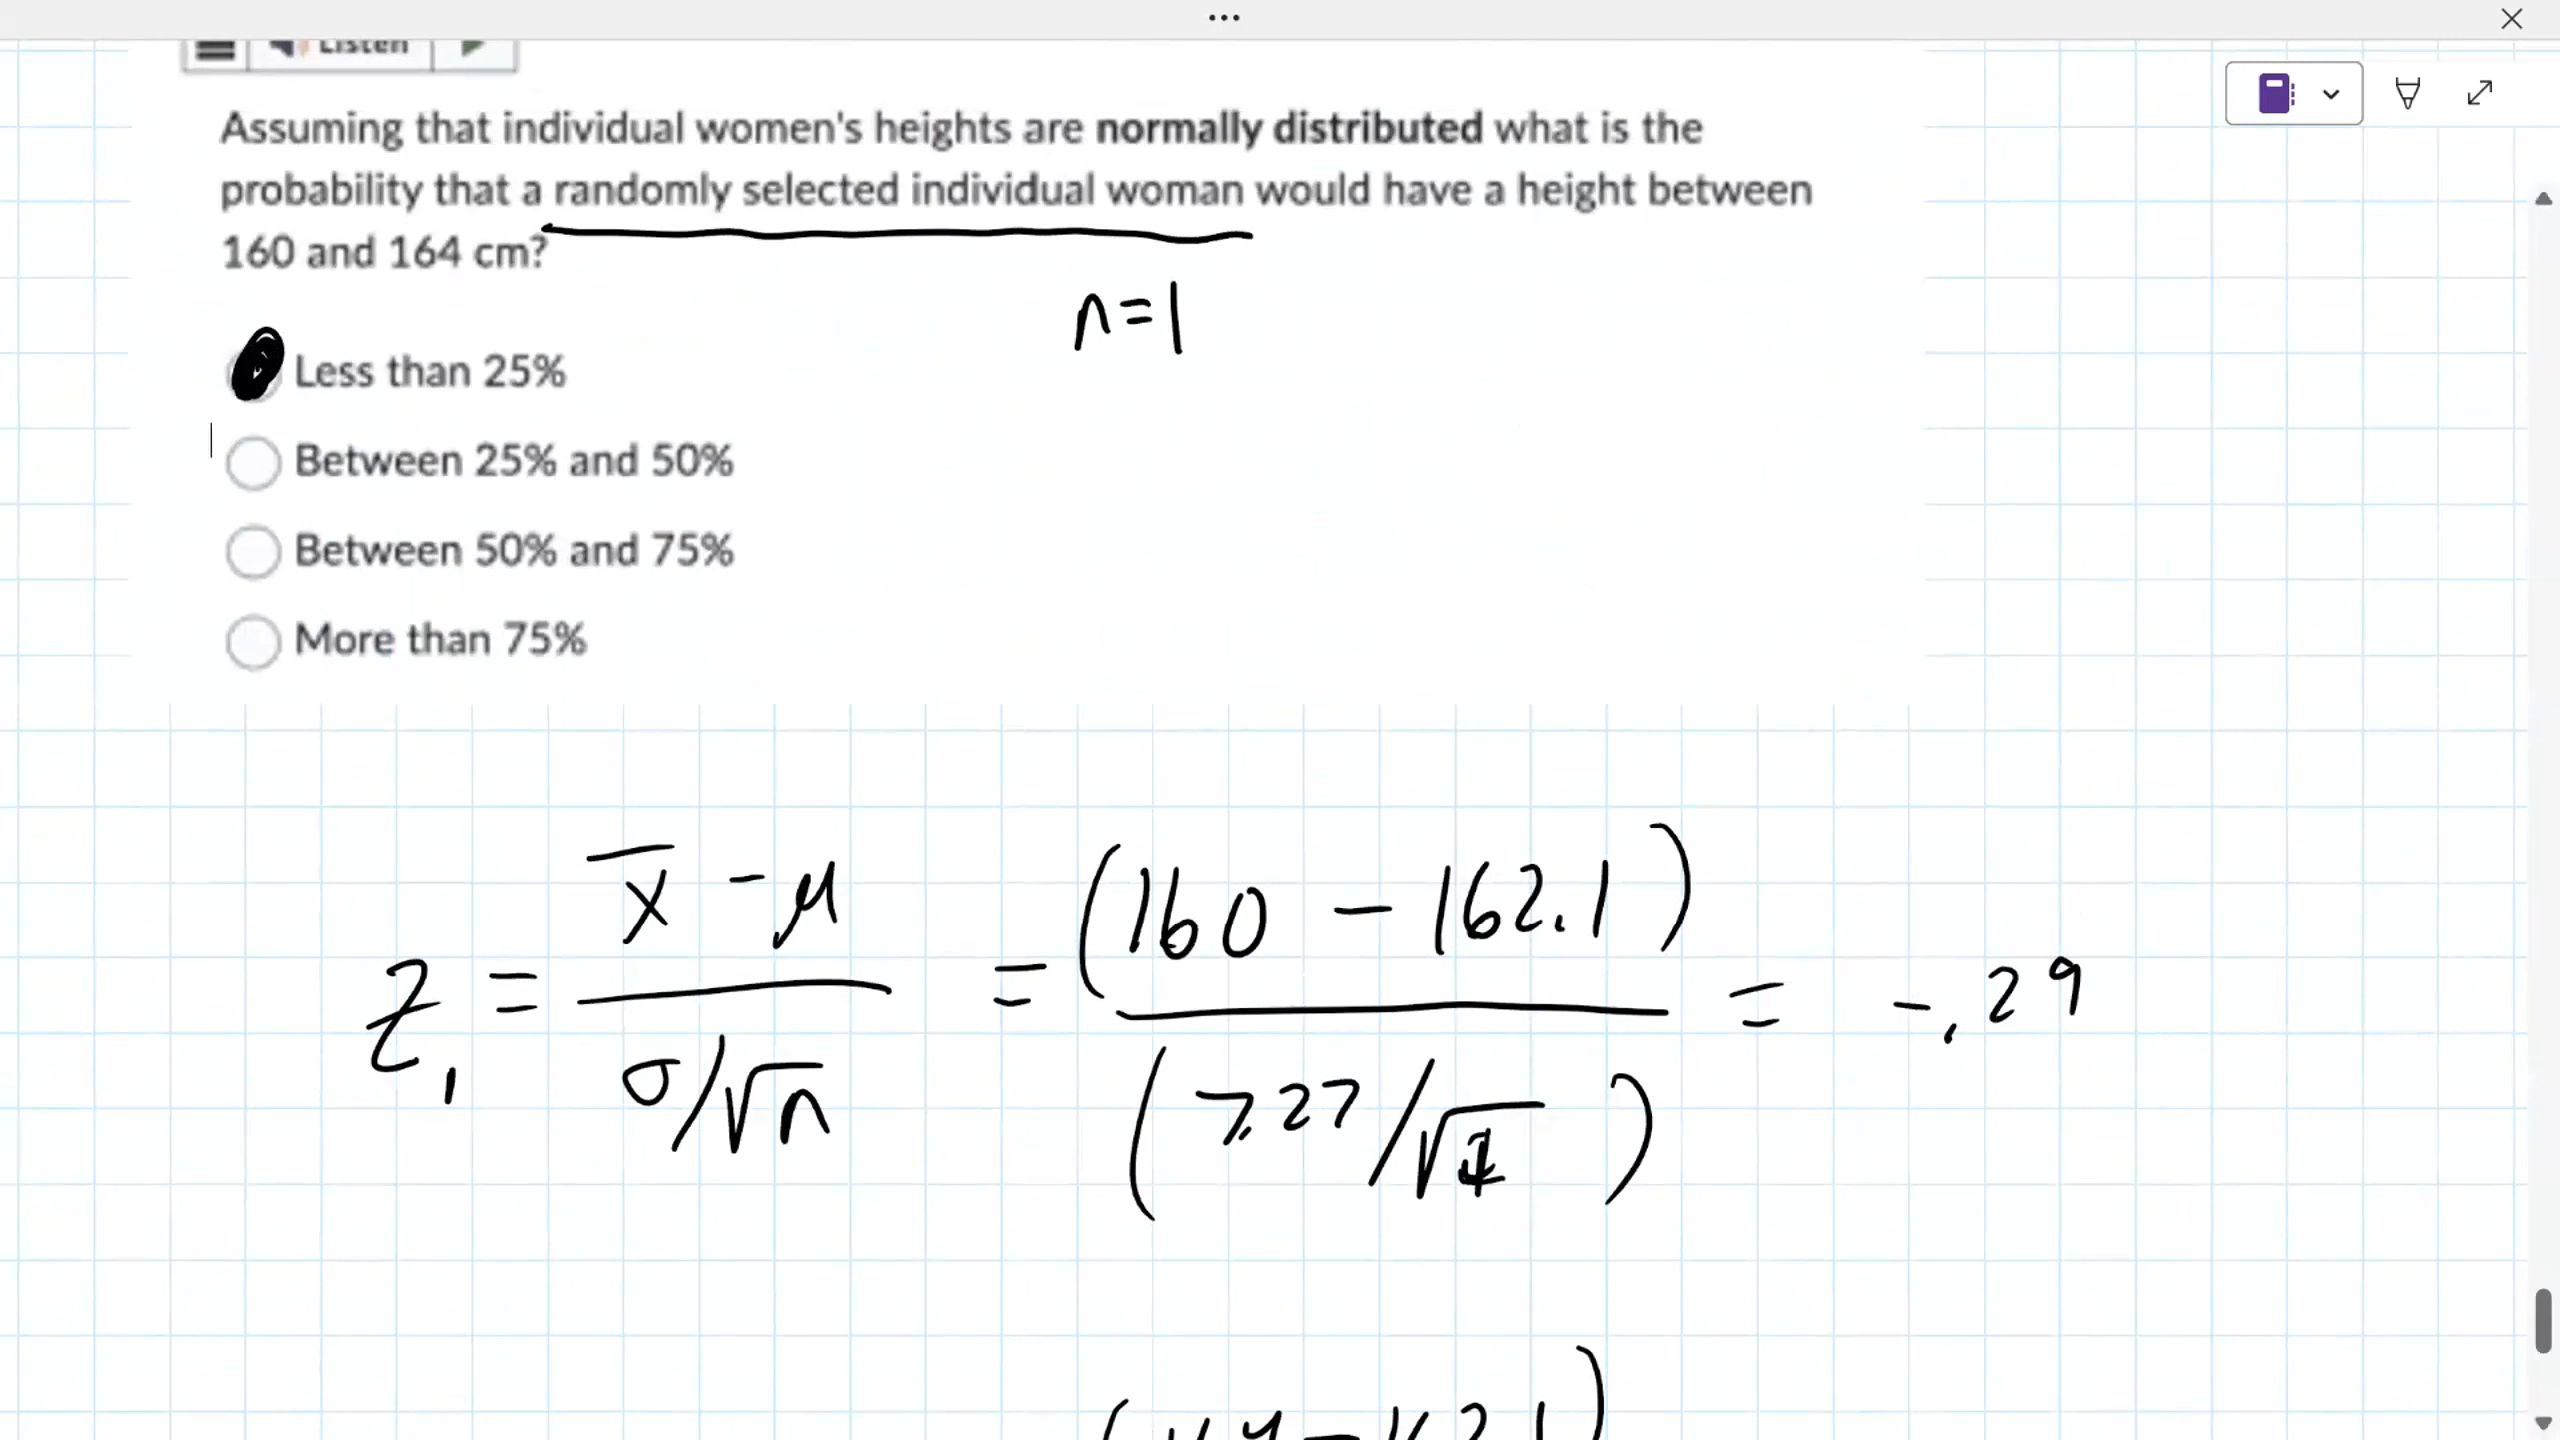 Listen
Assuming that individual women's heights are normally distributed what is the
probability that a randomly selected individual woman would have a height between
160 and 164 cm?
n=1
Less than 25%
Between 25% and 50%
Between 50% and 75%
More than 75%
z₁ = (x̄ - μ) / (σ/√n) = (160 - 162.1) / (7.27/√1) = -.29